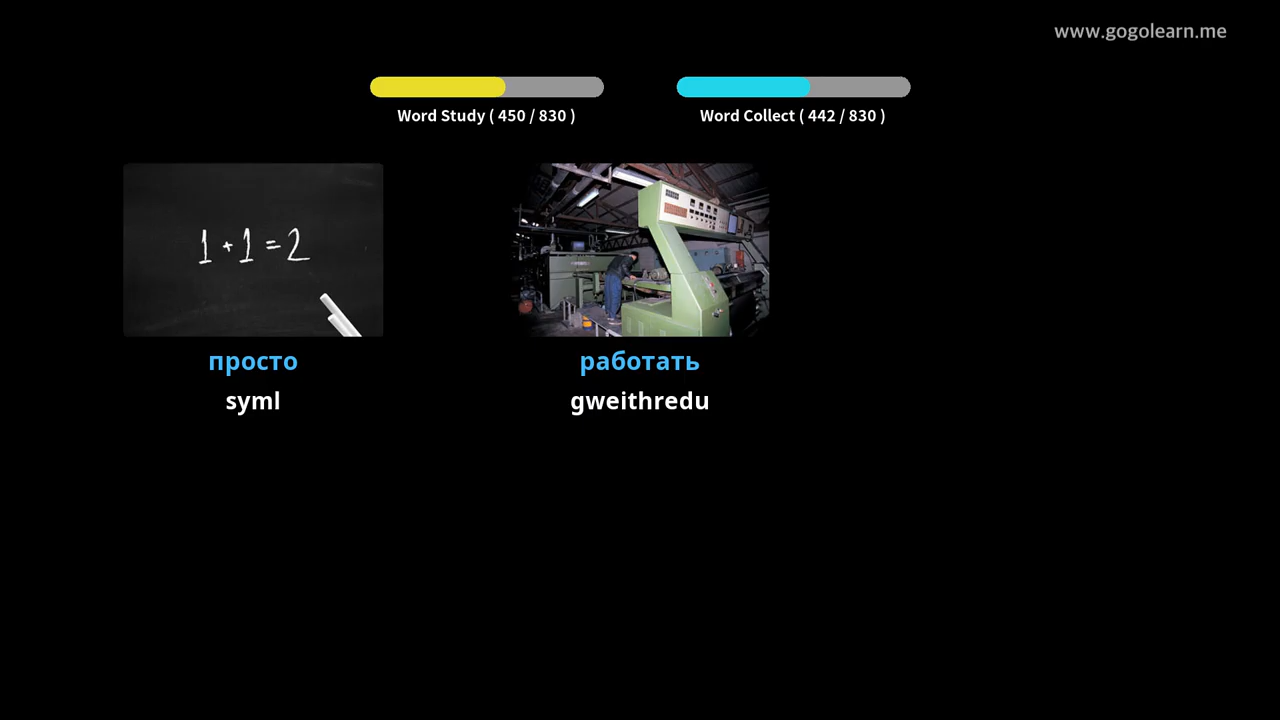 www.gogolearn.me
Word Study ( 450 / 830 )
Word Collect ( 442 / 830 )
1 + 1 = 2
просто
работать
syml
gweithredu